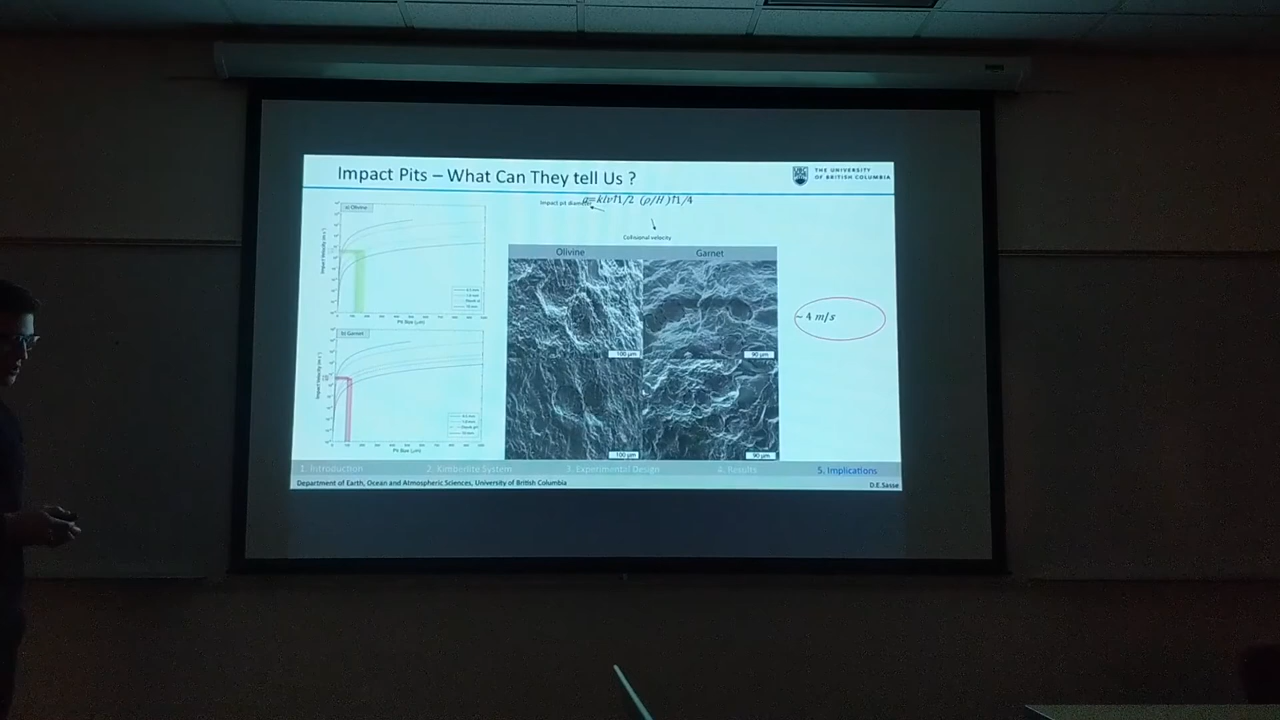 Impact Pits – What Can They tell Us ?
THE UNIVERSITY
OF BRITISH COLUMBIA
Impact pit diameter
k(v)1/2 (ρ/H)1/4
Collisional velocity
a) Olivine
Impact Velocity (m s
Pit Size (μm)
b) Garnet
Impact Velocity (m s
Pit Size (μm)
Olivine
Garnet
100 μm
90 μm
100 μm
90 μm
~ 4 m/s
1. Introduction
2. Kimberlite System
3. Experimental Design
4. Results
5. Implications
Department of Earth, Ocean and Atmospheric Sciences, University of British Columbia
D.E.Sasse